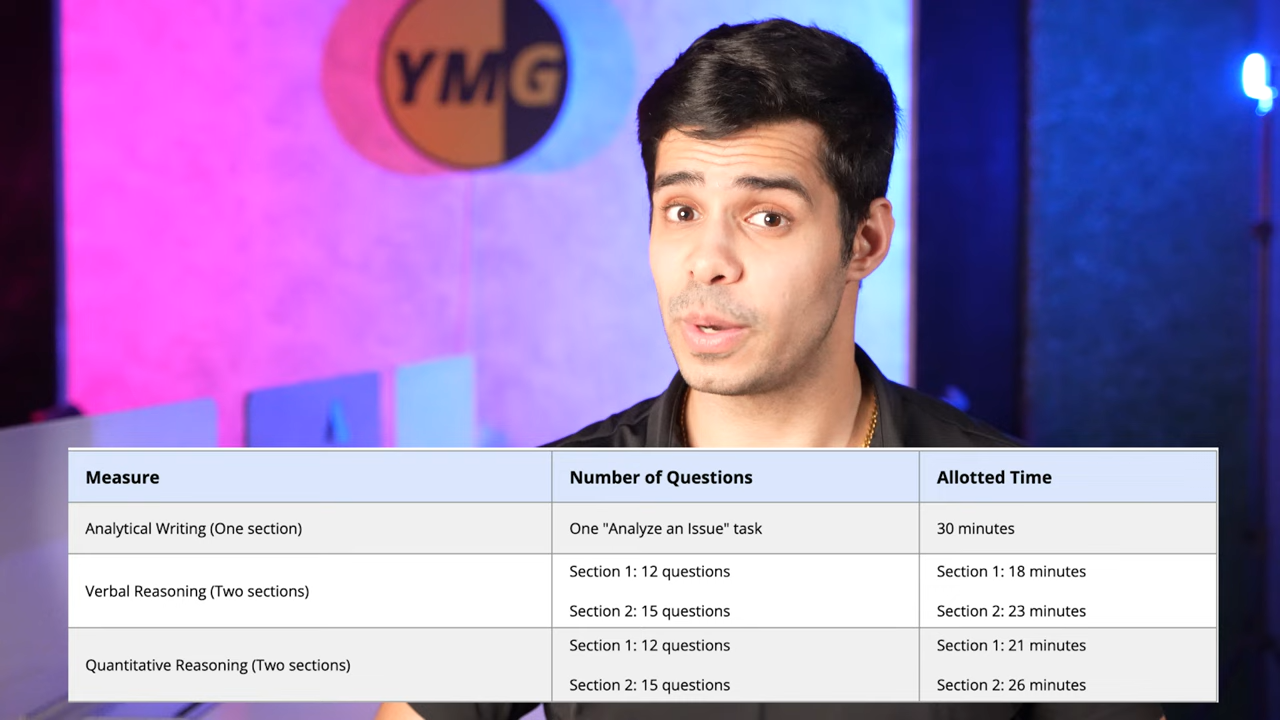 YMG
Measure Number of Questions Allotted Time
Analytical Writing (One section) One "Analyze an Issue" task 30 minutes
Verbal Reasoning (Two sections)
Section 1: 12 questions Section 1: 18 minutes
Section 2: 15 questions Section 2: 23 minutes
Quantitative Reasoning (Two sections)
Section 1: 12 questions Section 1: 21 minutes
Section 2: 15 questions Section 2: 26 minutes